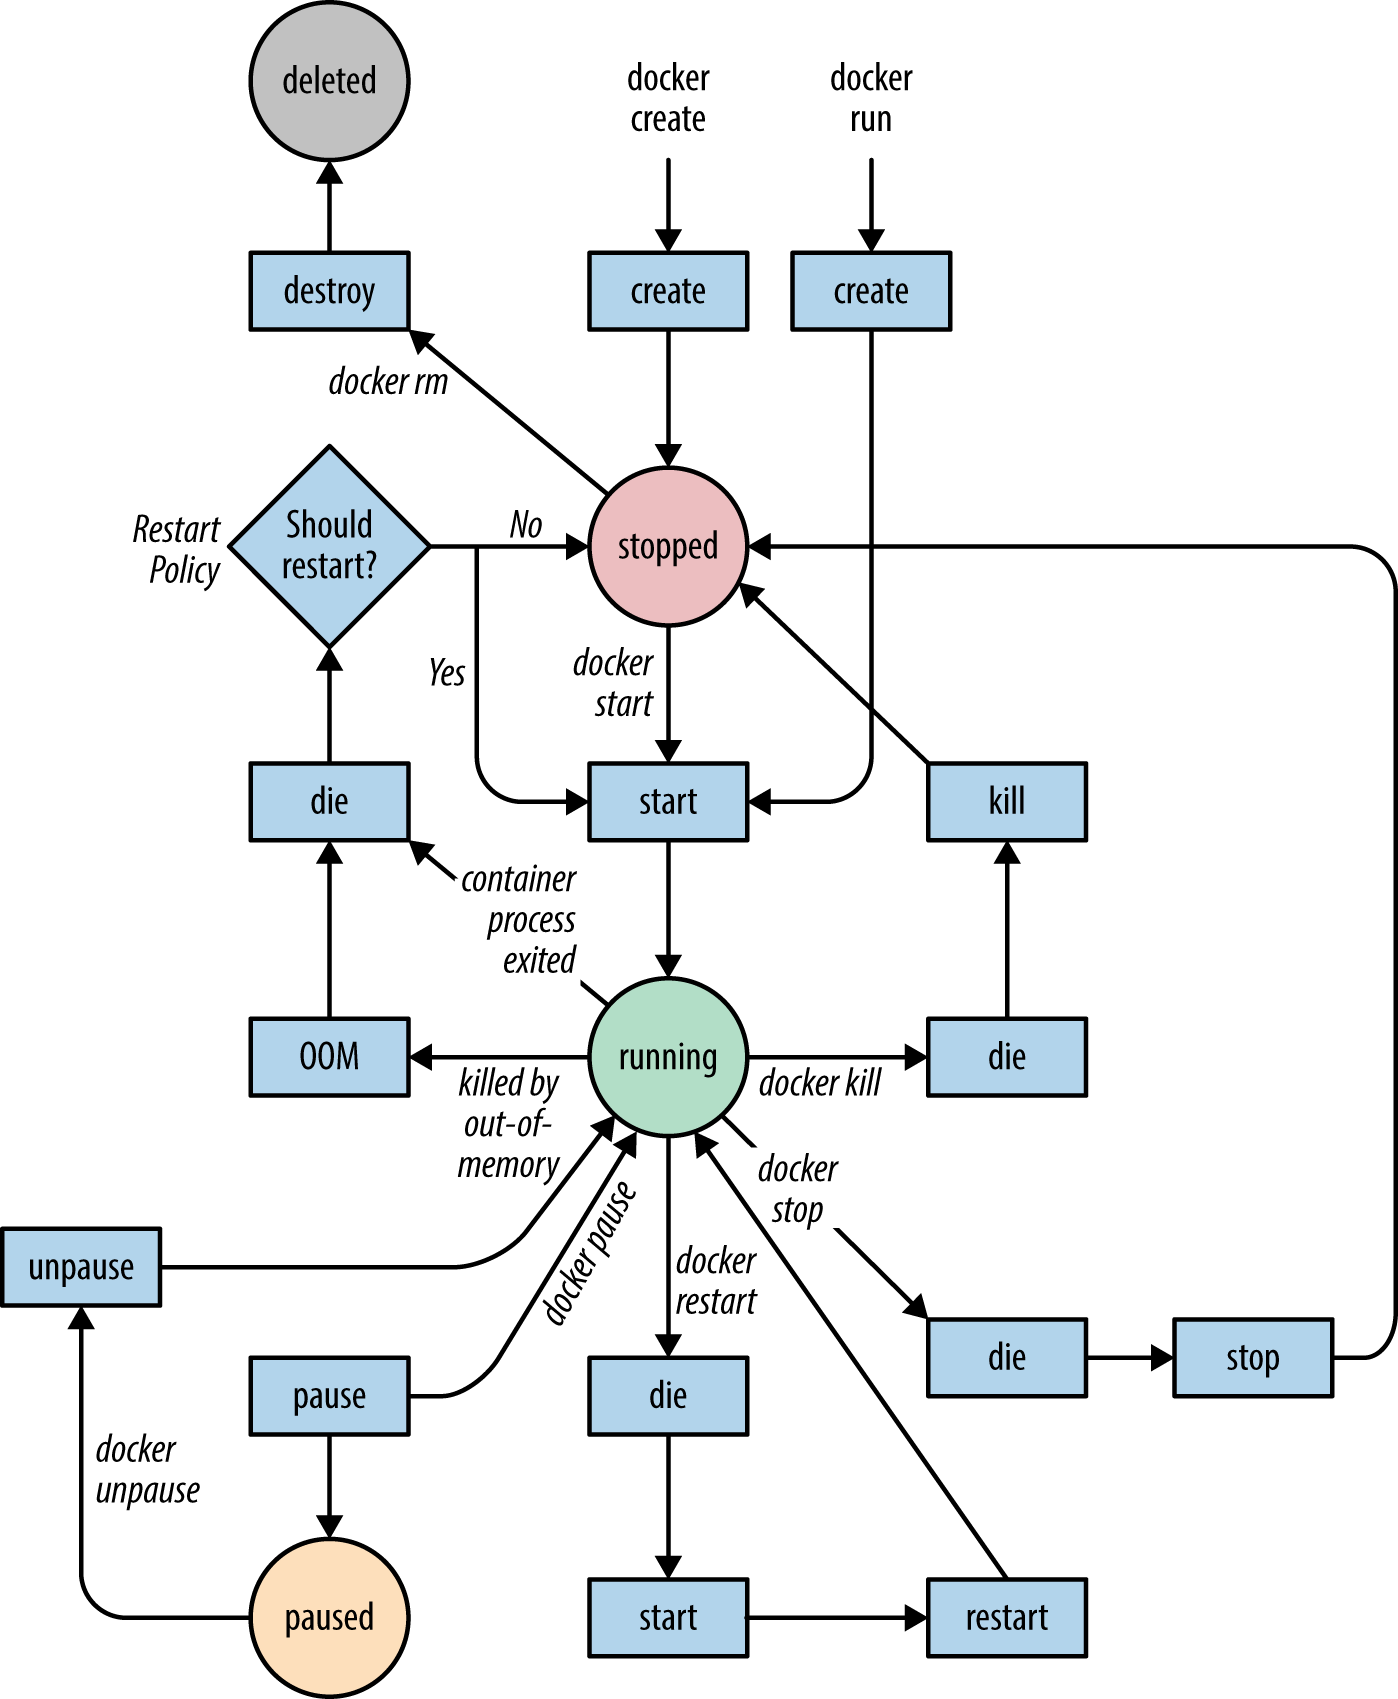 deleted
docker
create
docker
run
destroy
create
create
docker rm
Restart
Policy
Should
restart?
No
stopped
Yes
docker
start
die
start
kill
container
process
exited
OOM
running
die
killed by
out-of-
memory
docker kill
docker
stop
docker pause
unpause
docker
restart
pause
die
die
stop
docker
unpause
paused
start
restart